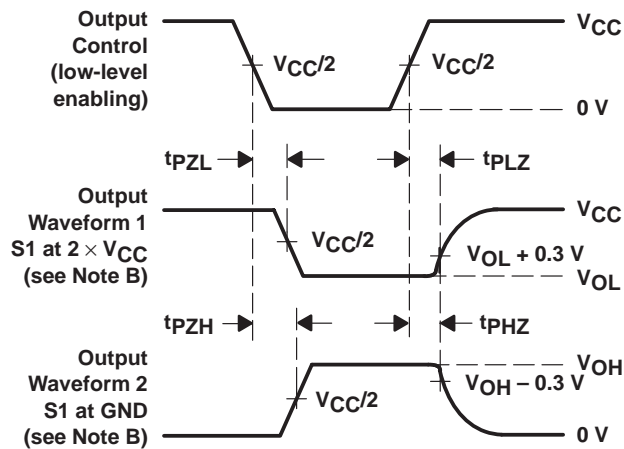 Output
Control
(low-level
enabling)
VCC/2
VCC/2
VCC
0 V
tPZL
tPLZ
Output
Waveform 1
S1 at 2 × VCC
(see Note B)
VCC/2
VCC
VOL + 0.3 V
VOL
tPZH
tPHZ
Output
Waveform 2
S1 at GND
(see Note B)
VCC/2
VOH
VOH – 0.3 V
0 V